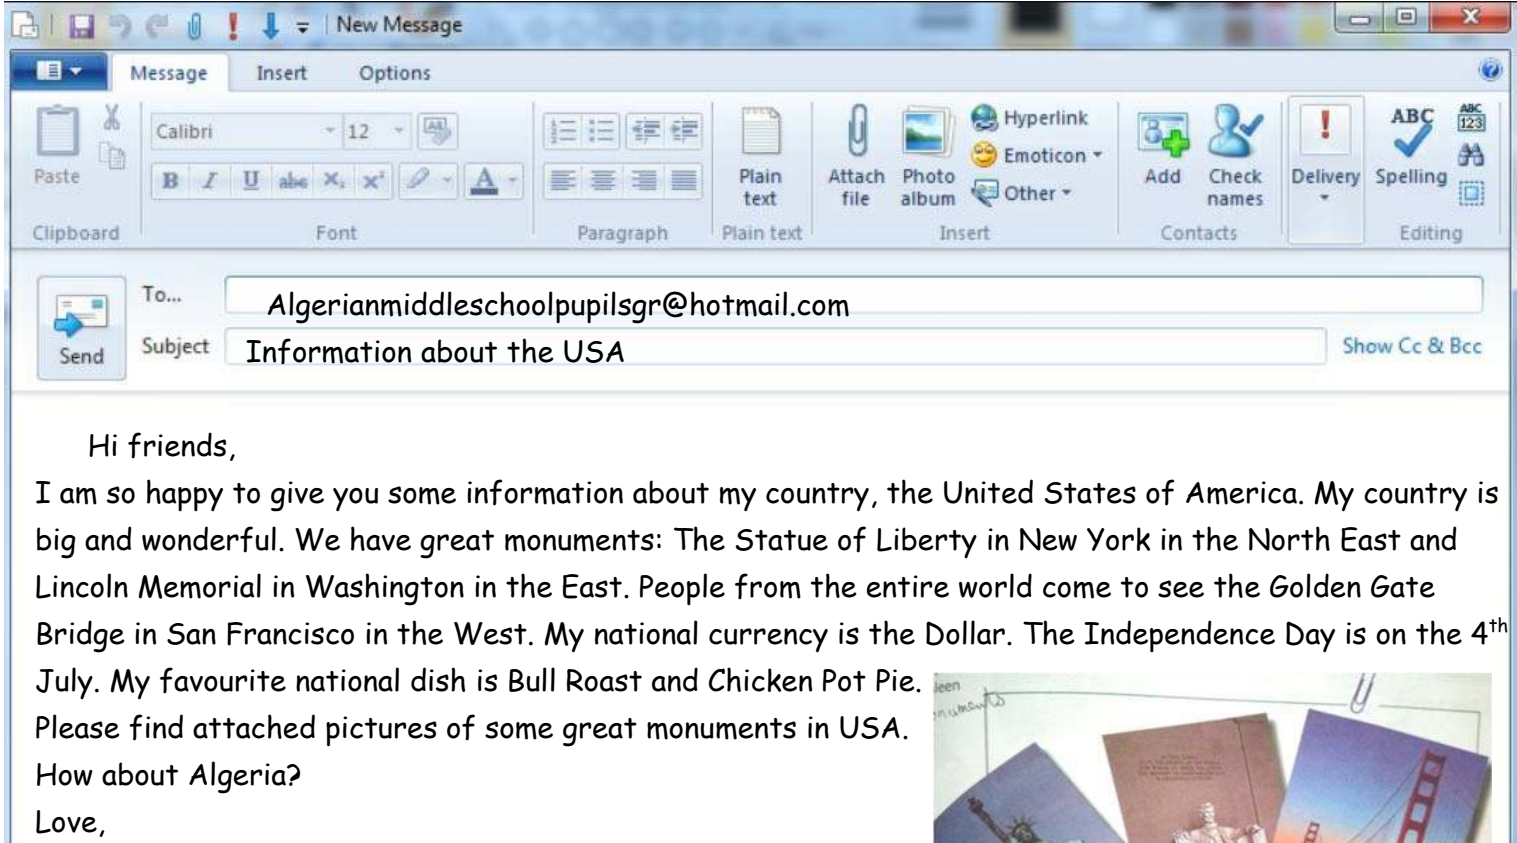 New Message
Message Insert Options
Calibri 12
Paste
B I U abe X₂ X² A
Plain text
Attach file
Photo album
Hyperlink
Emoticon
Other
Add
Check names
Delivery
ABC
Spelling
ABC
123
Clipboard Font Paragraph Plain text Insert Contacts Editing
To... Algerianmiddleschoolpupilsgr@hotmail.com
Send
Subject Information about the USA Show Cc & Bcc
Hi friends,
I am so happy to give you some information about my country, the United States of America. My country is
big and wonderful. We have great monuments: The Statue of Liberty in New York in the North East and
Lincoln Memorial in Washington in the East. People from the entire world come to see the Golden Gate
Bridge in San Francisco in the West. My national currency is the Dollar. The Independence Day is on the 4th
July. My favourite national dish is Bull Roast and Chicken Pot Pie.
Please find attached pictures of some great monuments in USA.
How about Algeria?
Love,